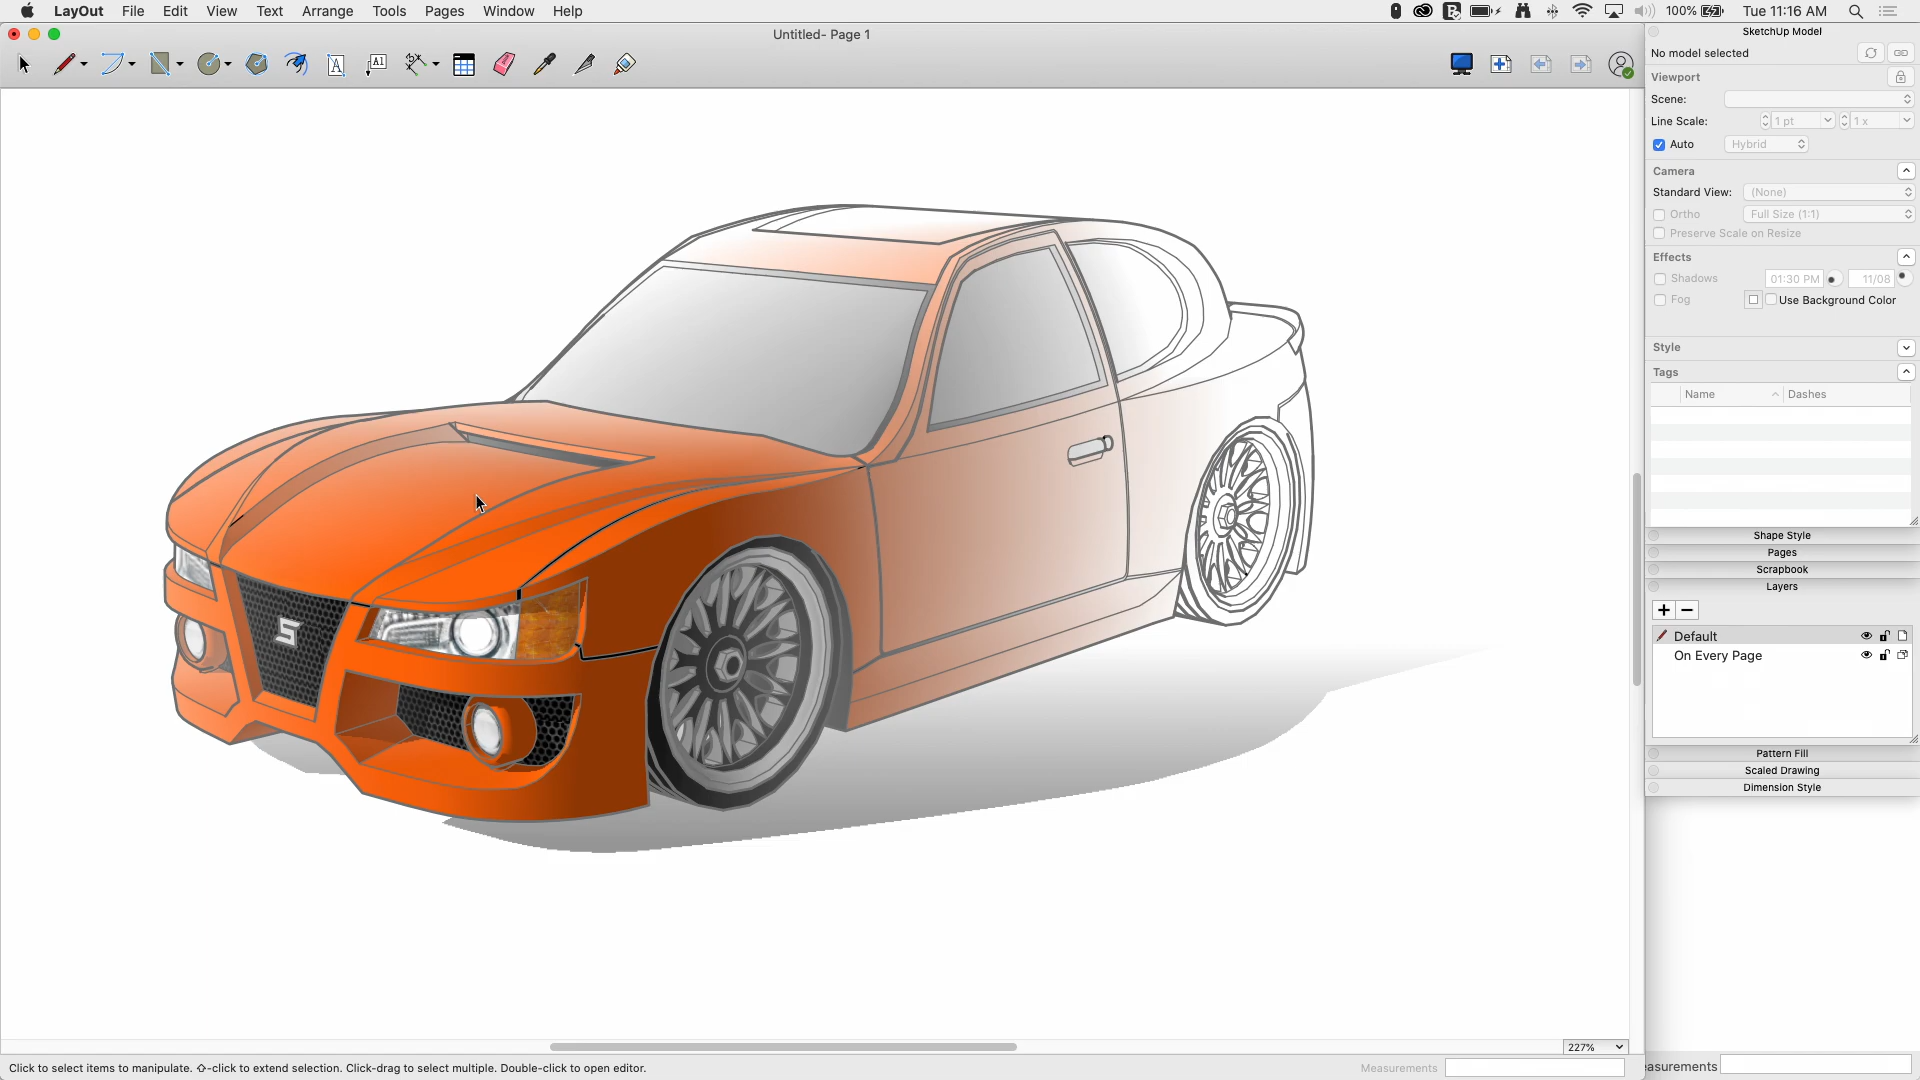 LayOut File Edit View Text Arrange Tools Pages Window Help
100% Tue 11:16 AM
Untitled- Page 1
SketchUp Model
No model selected
Viewport
Scene:
Line Scale: 1 pt 1 x
Auto Hybrid
Camera
Standard View: (None)
Ortho Full Size (1:1)
Preserve Scale on Resize
Effects
Shadows 01:30 PM 11/08
Fog Use Background Color
Style
Tags
Name Dashes
Shape Style
Pages
Scrapbook
Layers
Default
On Every Page
Pattern Fill
Scaled Drawing
Dimension Style
S
A
A1
227%
Click to select items to manipulate. ⇧-click to extend selection. Click-drag to select multiple. Double-click to open editor.
Measurements
easurements